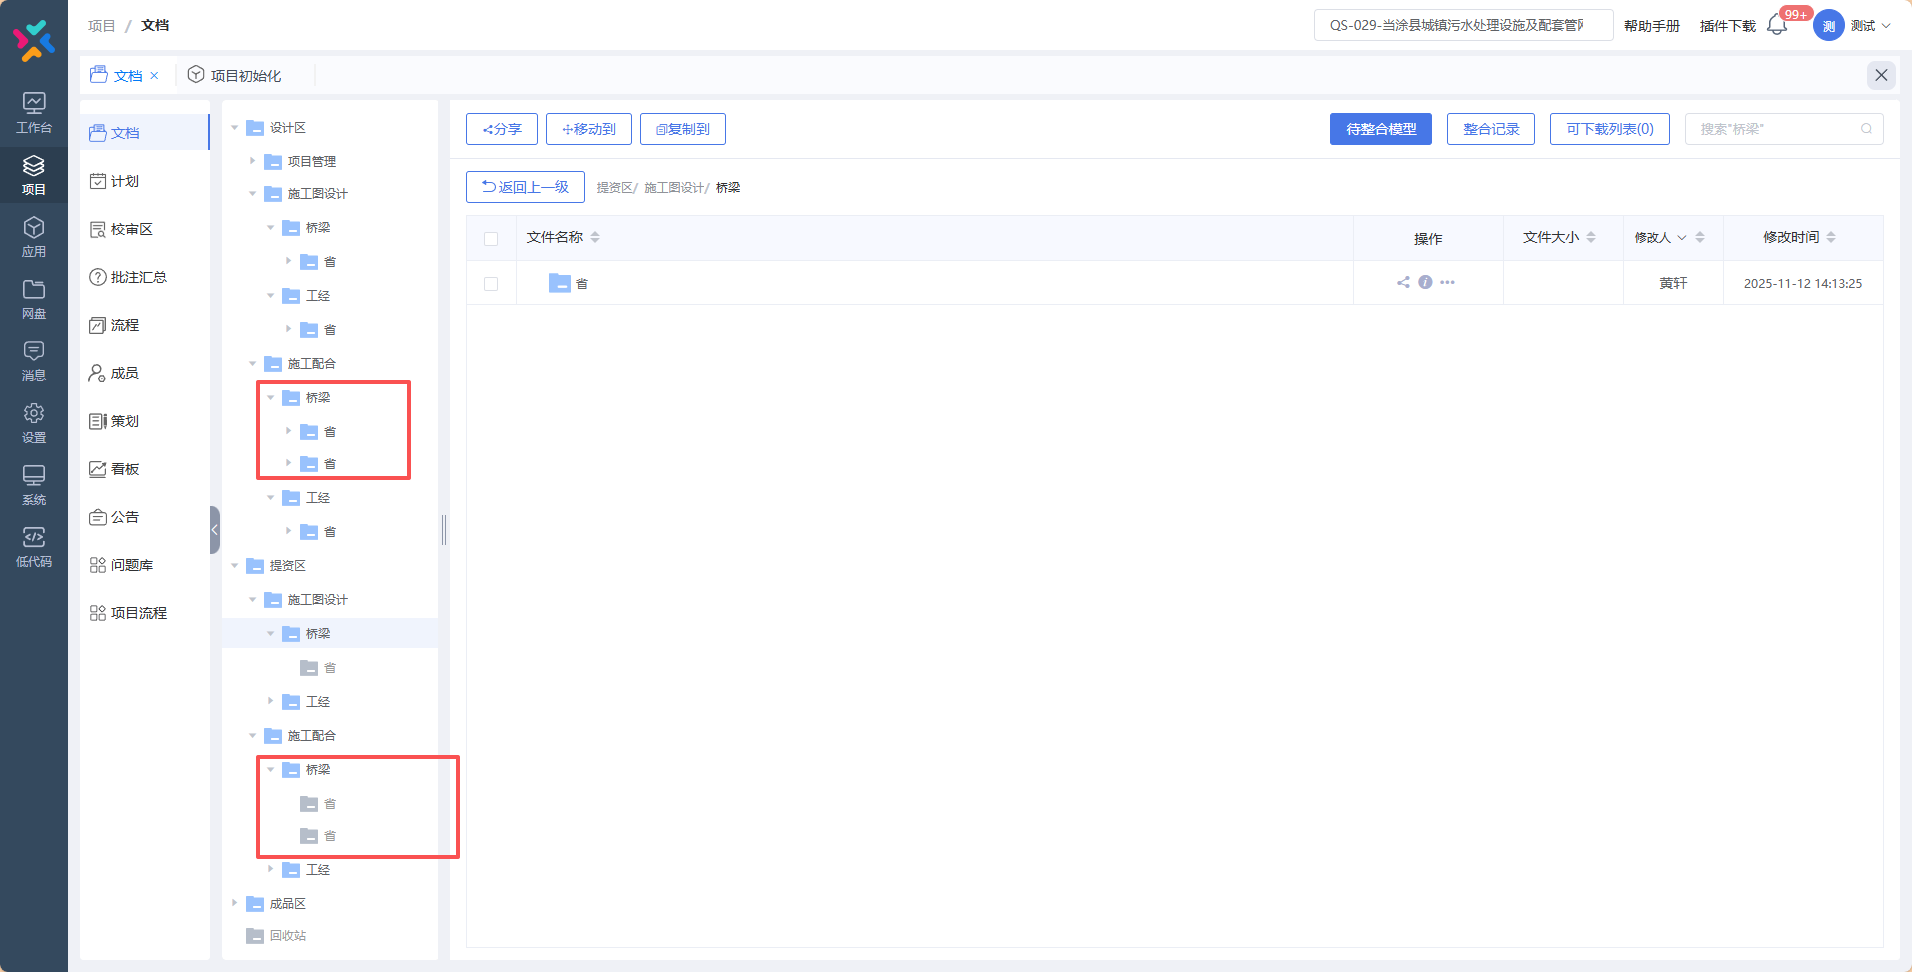 项目 / 文档
QS-029-当涂县城镇污水处理设施及配套管网
帮助手册
插件下载
99+
测
测试
工作台
项目
应用
网盘
消息
设置
系统
低代码
文档
项目初始化
文档
计划
校审区
批注汇总
流程
成员
策划
看板
公告
问题库
项目流程
设计区
项目管理
施工图设计
桥梁
省
工经
省
施工配合
桥梁
省
省
工经
省
提资区
施工图设计
桥梁
省
工经
施工配合
桥梁
省
省
工经
成品区
回收站
分享
移动到
复制到
待整合模型
整合记录
可下载列表(0)
搜索"桥梁"
返回上一级
提资区/ 施工图设计/ 桥梁
文件名称 操作 文件大小 修改人 修改时间
省 黄轩 2025-11-12 14:13:25